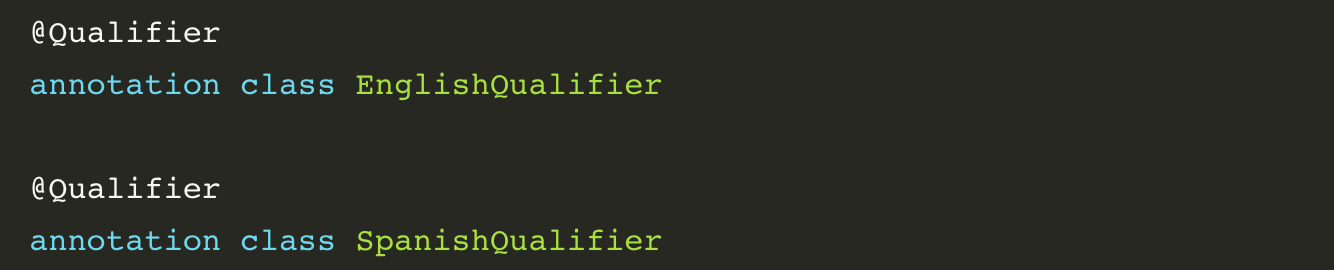 @Qualifier
annotation class EnglishQualifier
@Qualifier
annotation class SpanishQualifier